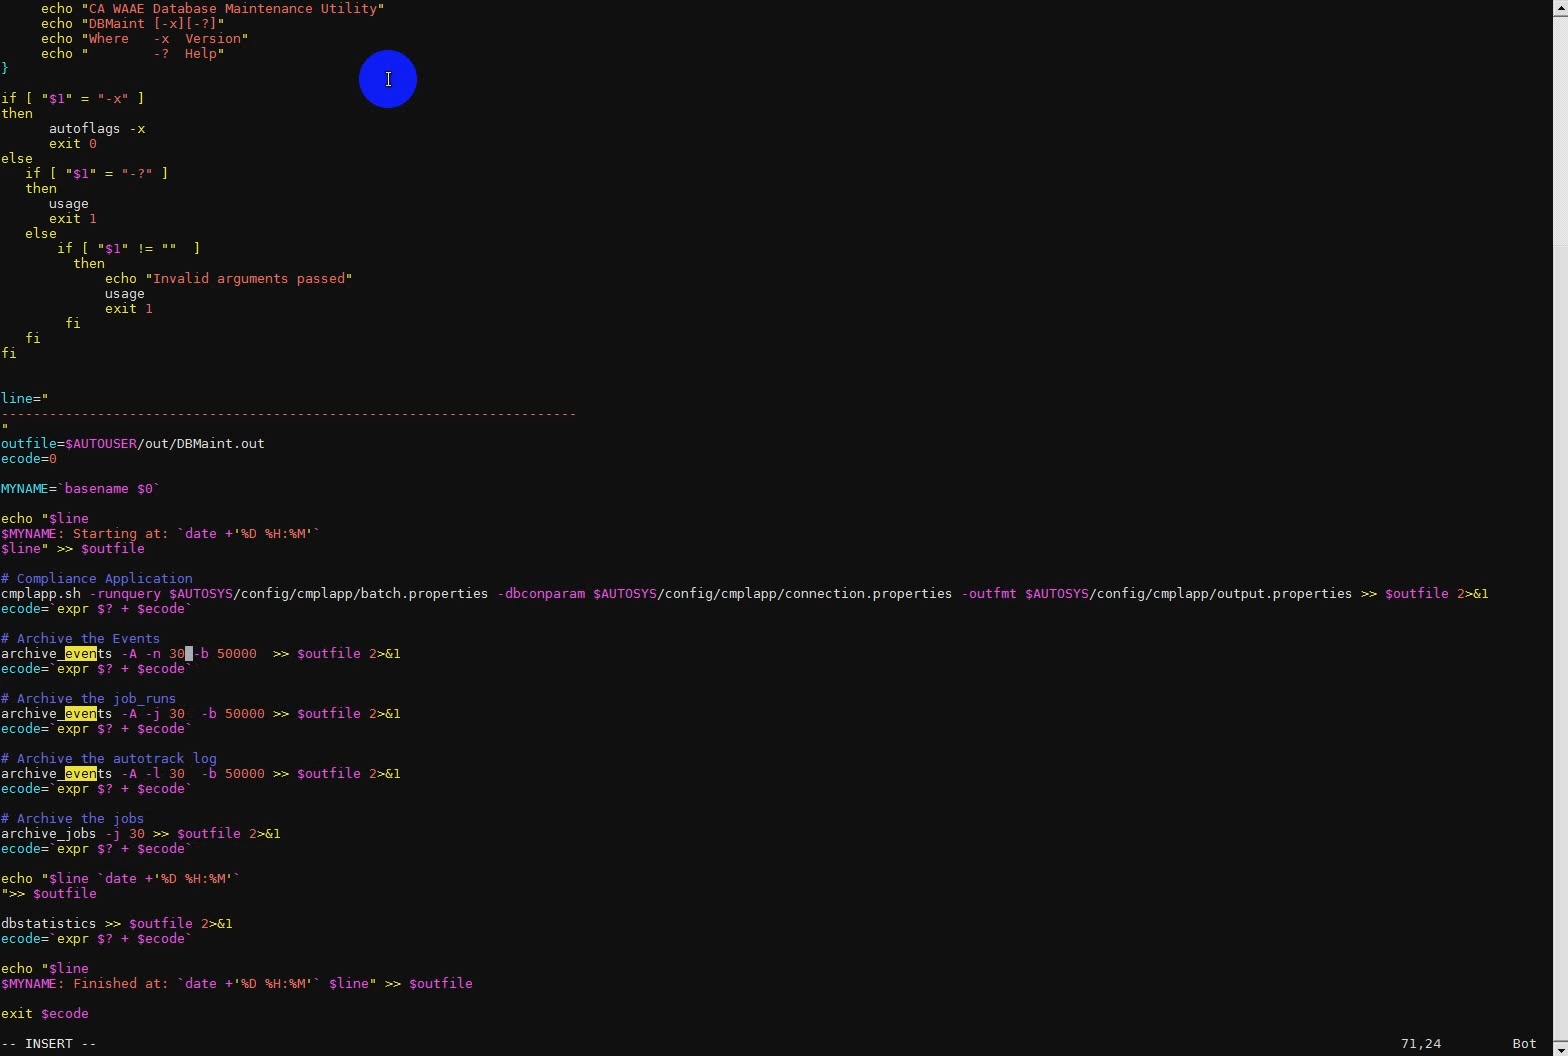 echo "CA WAAE Database Maintenance Utility"
     echo "DBMaint [-x][-?]"
     echo "Where   -x  Version"
     echo "        -?  Help"
}

if [ "$1" = "-x" ]
then
      autoflags -x
      exit 0
else
   if [ "$1" = "-?" ]
   then
      usage
      exit 1
   else
       if [ "$1" != ""  ]
         then
             echo "Invalid arguments passed"
             usage
             exit 1
        fi
   fi
fi


line="
------------------------------------------------------------------------
"
outfile=$AUTOUSER/out/DBMaint.out
ecode=0

MYNAME=`basename $0`

echo "$line
$MYNAME: Starting at: `date +'%D %H:%M'`
$line" >> $outfile

# Compliance Application
cmplapp.sh -runquery $AUTOSYS/config/cmplapp/batch.properties -dbconparam $AUTOSYS/config/cmplapp/connection.properties -outfmt $AUTOSYS/config/cmplapp/output.properties >> $outfile 2>&1
ecode=`expr $? + $ecode`

# Archive the Events
archive_events -A -n 30 -b 50000  >> $outfile 2>&1
ecode=`expr $? + $ecode`

# Archive the job_runs
archive_events -A -j 30  -b 50000 >> $outfile 2>&1
ecode=`expr $? + $ecode`

# Archive the autotrack log
archive_events -A -l 30  -b 50000 >> $outfile 2>&1
ecode=`expr $? + $ecode`

# Archive the jobs
archive_jobs -j 30 >> $outfile 2>&1
ecode=`expr $? + $ecode`

echo "$line `date +'%D %H:%M'`
">> $outfile

dbstatistics >> $outfile 2>&1
ecode=`expr $? + $ecode`

echo "$line
$MYNAME: Finished at: `date +'%D %H:%M'` $line" >> $outfile

exit $ecode

-- INSERT -- 71,24 Bot